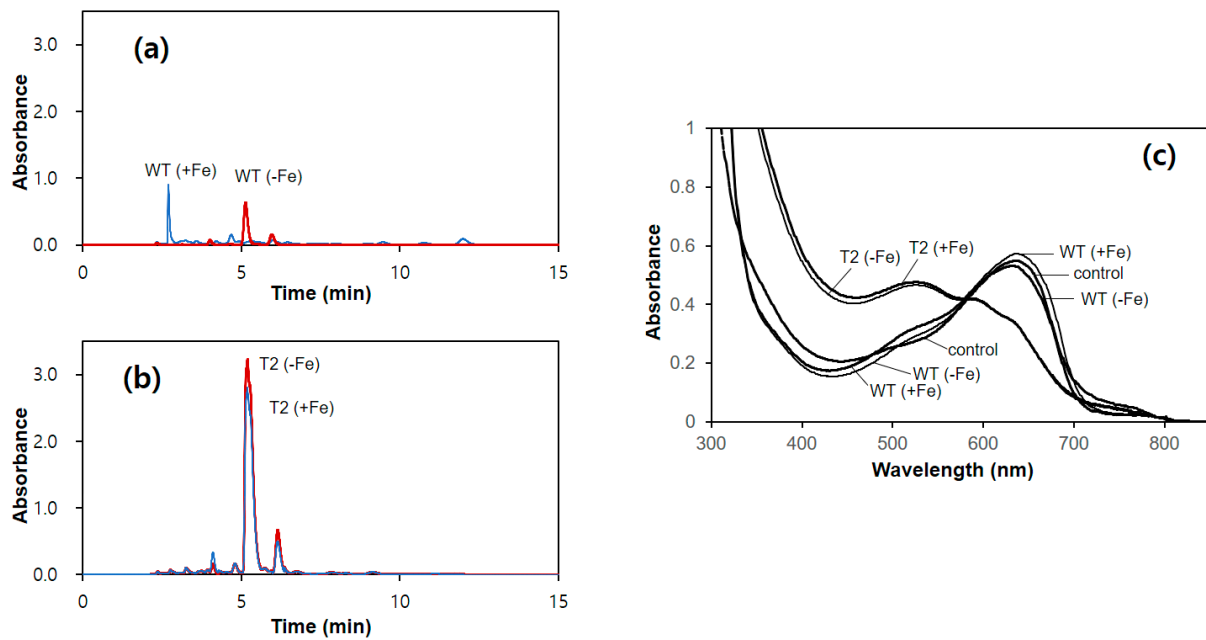 (a)
3.0
2.0
1.0
0.0
Absorbance
WT (+Fe)
WT (-Fe)
0
5
10
15
Time (min)
(b)
3.0
2.0
1.0
0.0
Absorbance
T2 (-Fe)
T2 (+Fe)
0
5
10
15
Time (min)
(c)
1
0.8
0.6
0.4
0.2
0
Absorbance
T2 (-Fe)
T2 (+Fe)
WT (+Fe)
control
WT (-Fe)
control
WT (-Fe)
WT (+Fe)
300
400
500
600
700
800
Wavelength (nm)